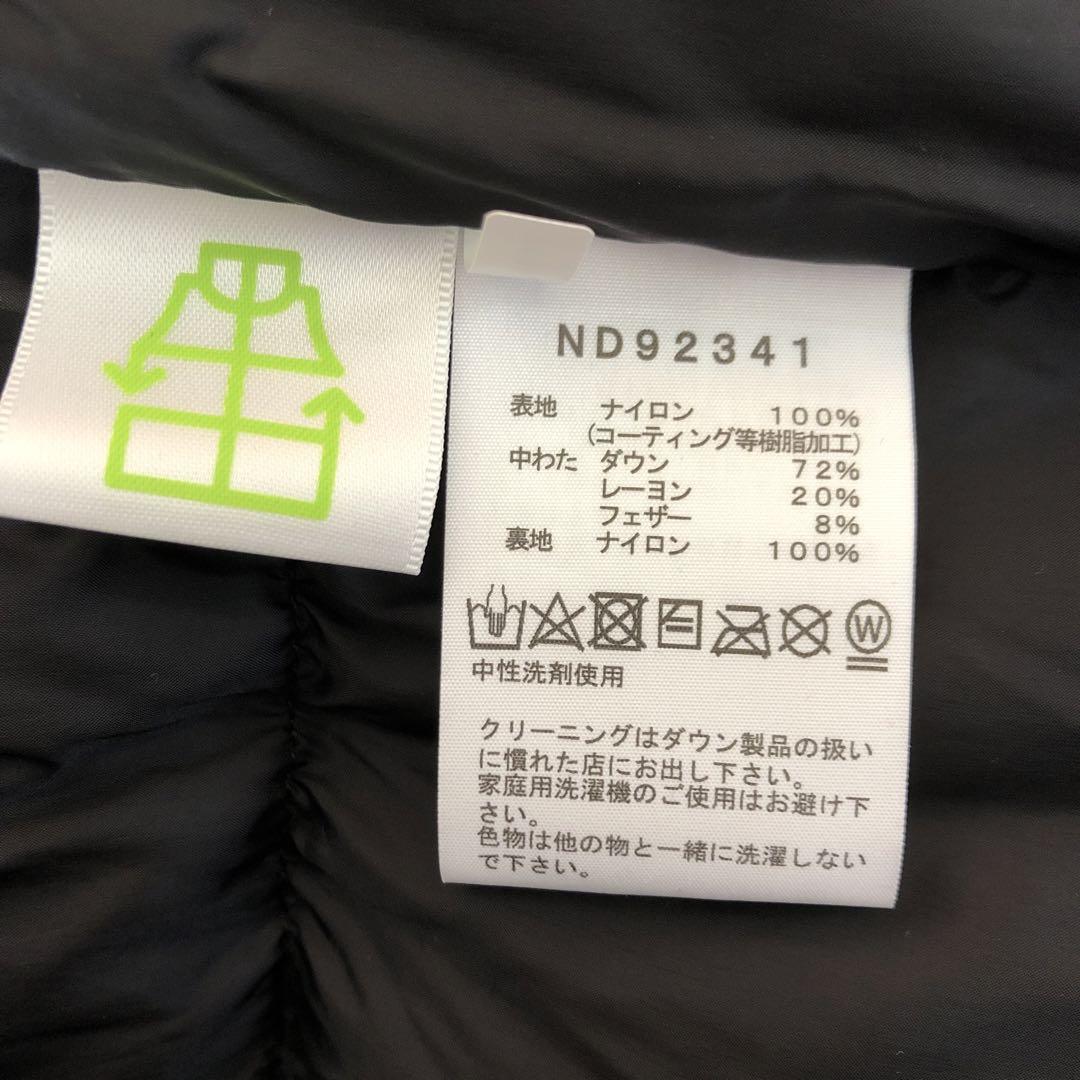 ND92341
表地 ナイロン 100%
(コーティング等樹脂加工)
中わた ダウン 72%
レーヨン 20%
フェザー 8%
裏地 ナイロン 100%
W
中性洗剤使用
クリーニングはダウン製品の扱い
に慣れた店にお出し下さい。
家庭用洗濯機のご使用はお避け下
さい。
色物は他の物と一緒に洗濯しない
で下さい。